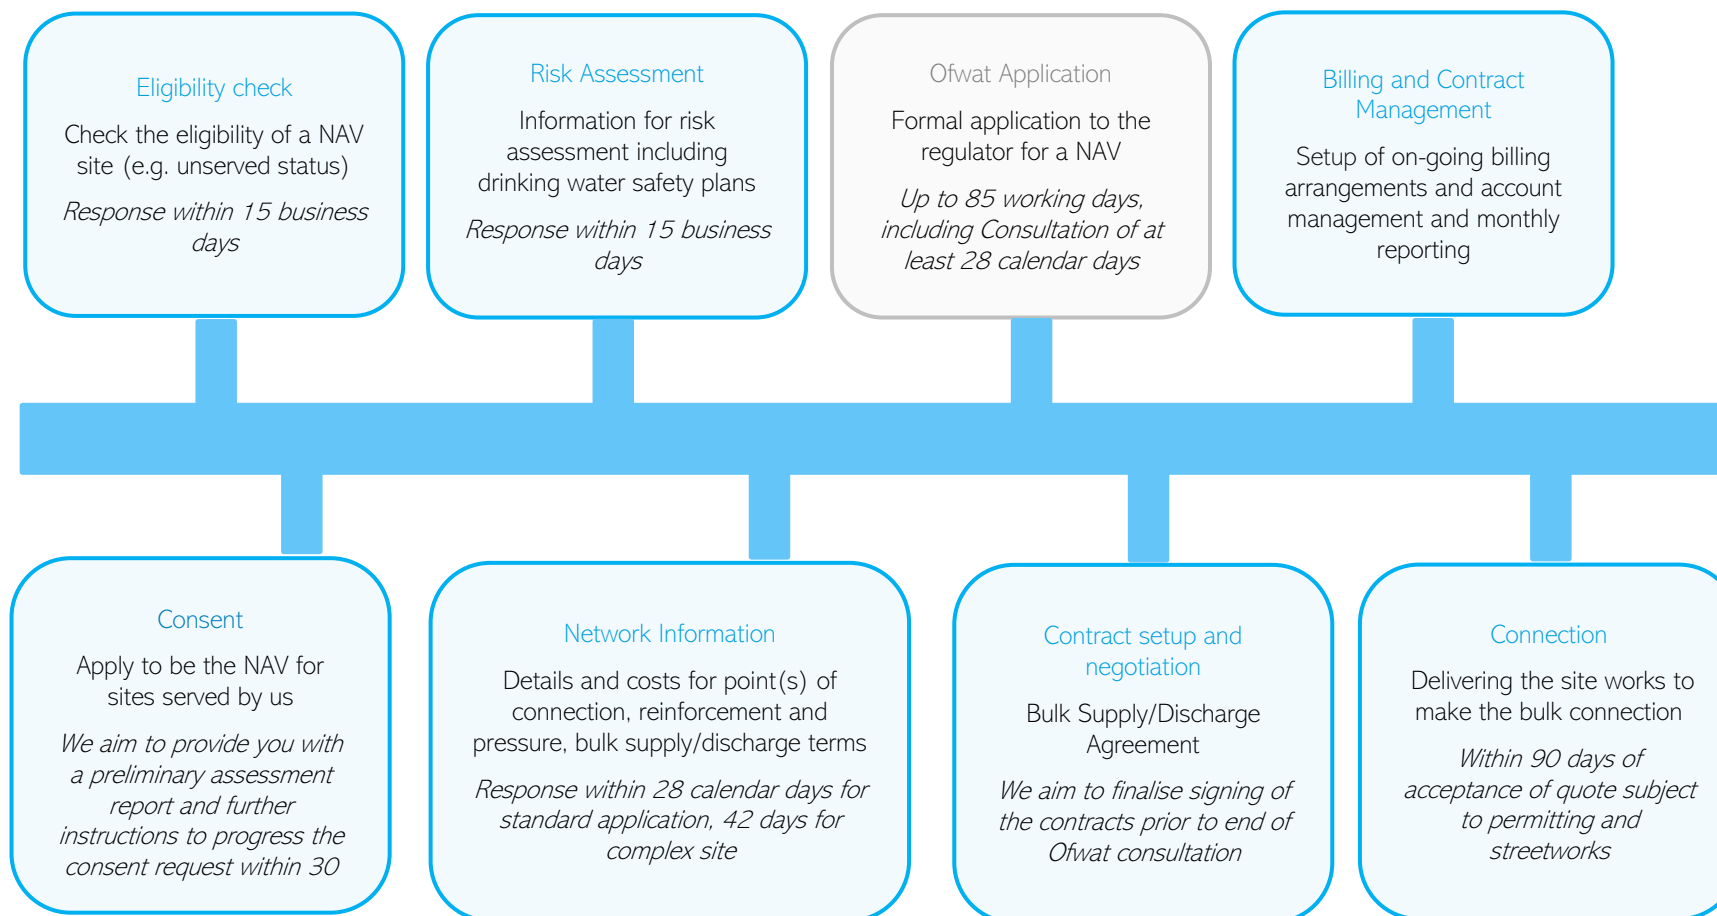 Eligibility check
Check the eligibility of a NAV
site (e.g. unserved status)
Response within 15 business
days
Risk Assessment
Information for risk
assessment including
drinking water safety plans
Response within 15 business
days
Ofwat Application
Formal application to the
regulator for a NAV
Up to 85 working days,
including Consultation of at
least 28 calendar days
Billing and Contract
Management
Setup of on-going billing
arrangements and account
management and monthly
reporting
Consent
Apply to be the NAV for
sites served by us
We aim to provide you with
a preliminary assessment
report and further
instructions to progress the
consent request within 30
Network Information
Details and costs for point(s) of
connection, reinforcement and
pressure, bulk supply/discharge terms
Response within 28 calendar days for
standard application, 42 days for
complex site
Contract setup and
negotiation
Bulk Supply/Discharge
Agreement
We aim to finalise signing of
the contracts prior to end of
Ofwat consultation
Connection
Delivering the site works to
make the bulk connection
Within 90 days of
acceptance of quote subject
to permitting and
streetworks